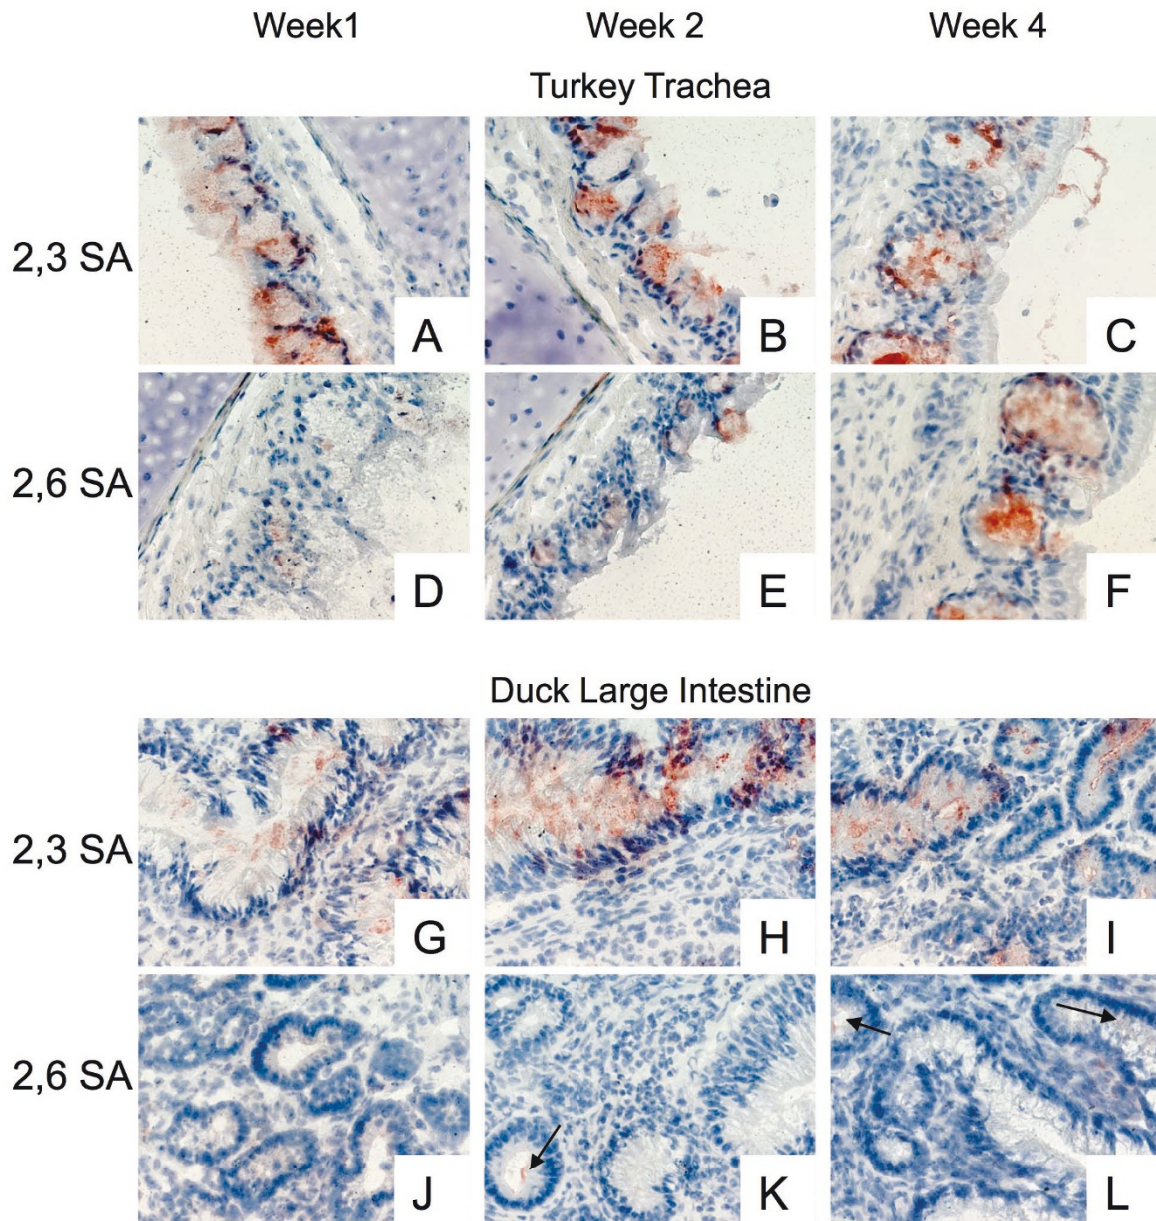 Week1 Week 2 Week 4
Turkey Trachea
2,3 SA A B C
2,6 SA D E F
Duck Large Intestine
2,3 SA G H I
2,6 SA J K L